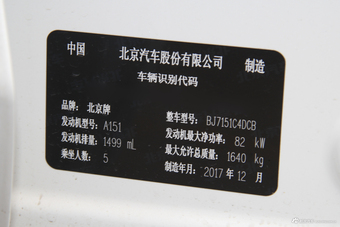 中国 北京汽车股份有限公司 制造
车辆识别代码
品牌: 北京牌 整车型号: BJ7151C4DCB
发动机型号: A151 发动机最大净功率: 82 kW
发动机排量: 1499 mL 最大允许总质量: 1640 kg
乘坐人数: 5 制造年月: 2017 年 12 月